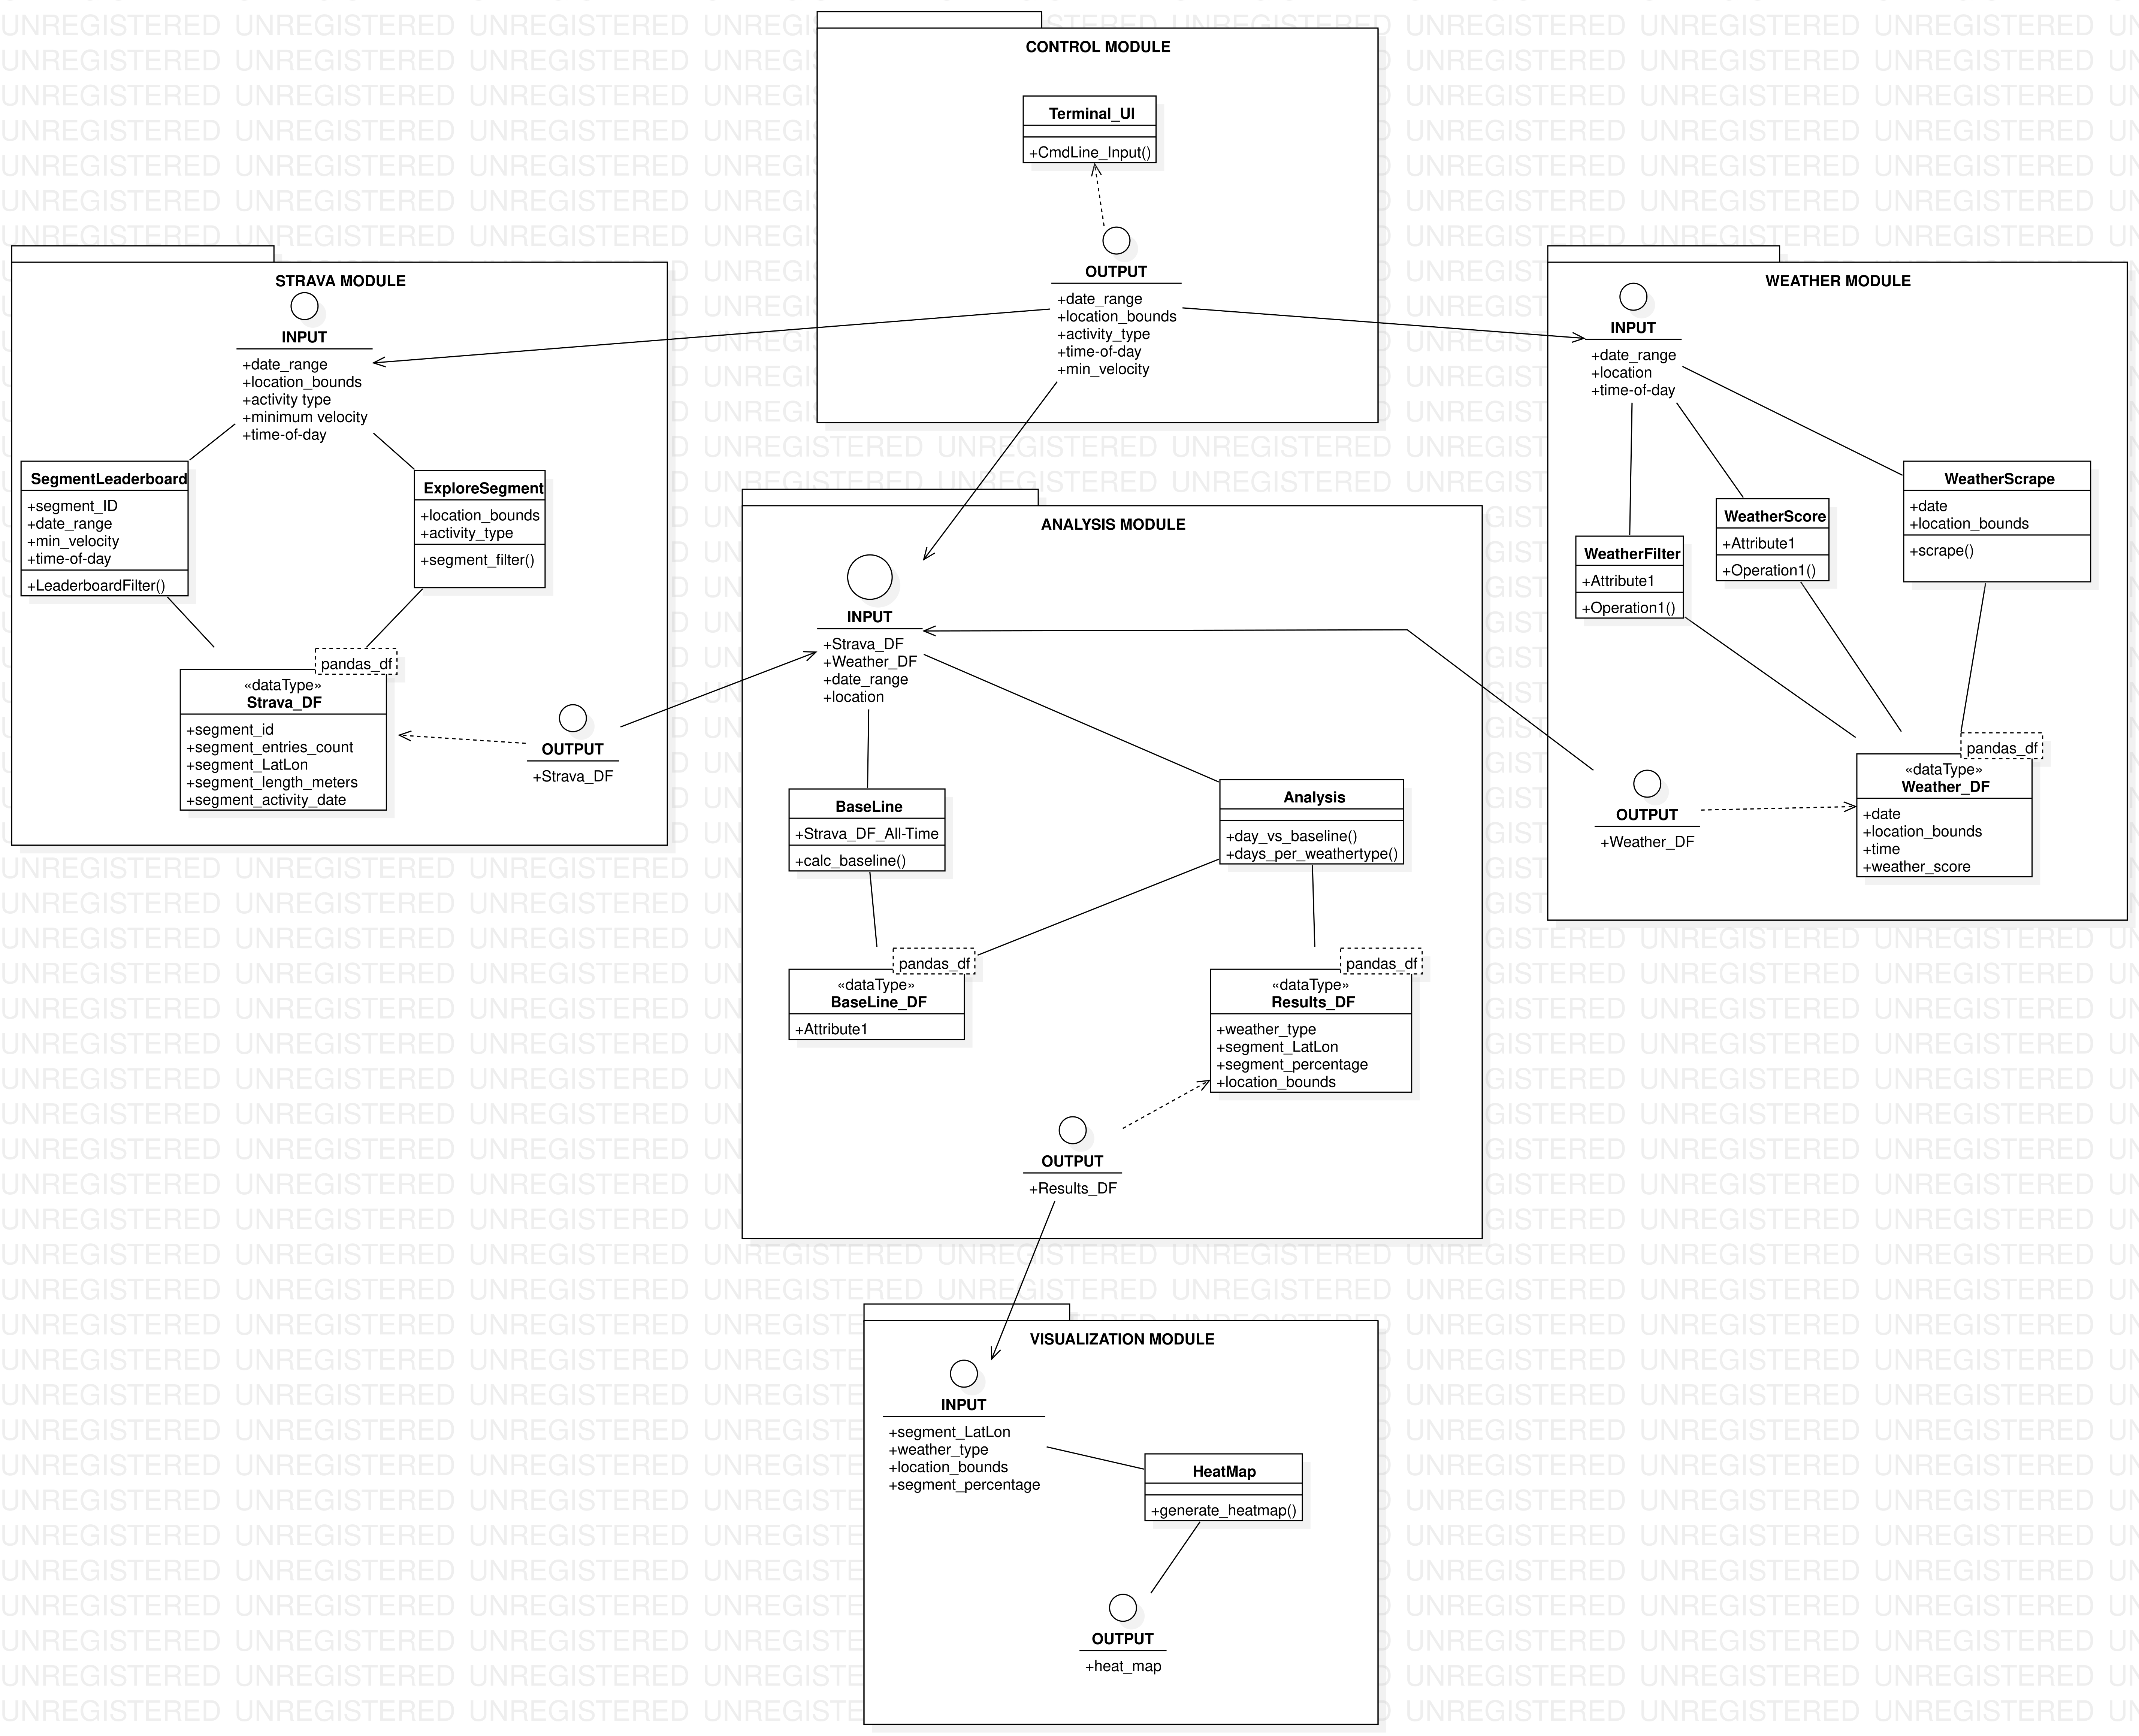 CONTROL MODULE
Terminal_UI
+CmdLine_Input()
OUTPUT
+date_range
+location_bounds
+activity_type
+time-of-day
+min_velocity
STRAVA MODULE
INPUT
+date_range
+location_bounds
+activity type
+minimum velocity
+time-of-day
SegmentLeaderboard
+segment_ID
+date_range
+min_velocity
+time-of-day
+LeaderboardFilter()
ExploreSegment
+location_bounds
+activity_type
+segment_filter()
pandas_df
«dataType»
Strava_DF
+segment_id
+segment_entries_count
+segment_LatLon
+segment_length_meters
+segment_activity_date
OUTPUT
+Strava_DF
WEATHER MODULE
INPUT
+date_range
+location
+time-of-day
WeatherFilter
+Attribute1
+Operation1()
WeatherScore
+Attribute1
+Operation1()
WeatherScrape
+date
+location_bounds
+scrape()
pandas_df
«dataType»
Weather_DF
+date
+location_bounds
+time
+weather_score
OUTPUT
+Weather_DF
ANALYSIS MODULE
INPUT
+Strava_DF
+Weather_DF
+date_range
+location
BaseLine
+Strava_DF_All-Time
+calc_baseline()
Analysis
+day_vs_baseline()
+days_per_weathertype()
pandas_df
«dataType»
BaseLine_DF
+Attribute1
pandas_df
«dataType»
Results_DF
+weather_type
+segment_LatLon
+segment_percentage
+location_bounds
OUTPUT
+Results_DF
VISUALIZATION MODULE
INPUT
+segment_LatLon
+weather_type
+location_bounds
+segment_percentage
HeatMap
+generate_heatmap()
OUTPUT
+heat_map
UNREGISTERED